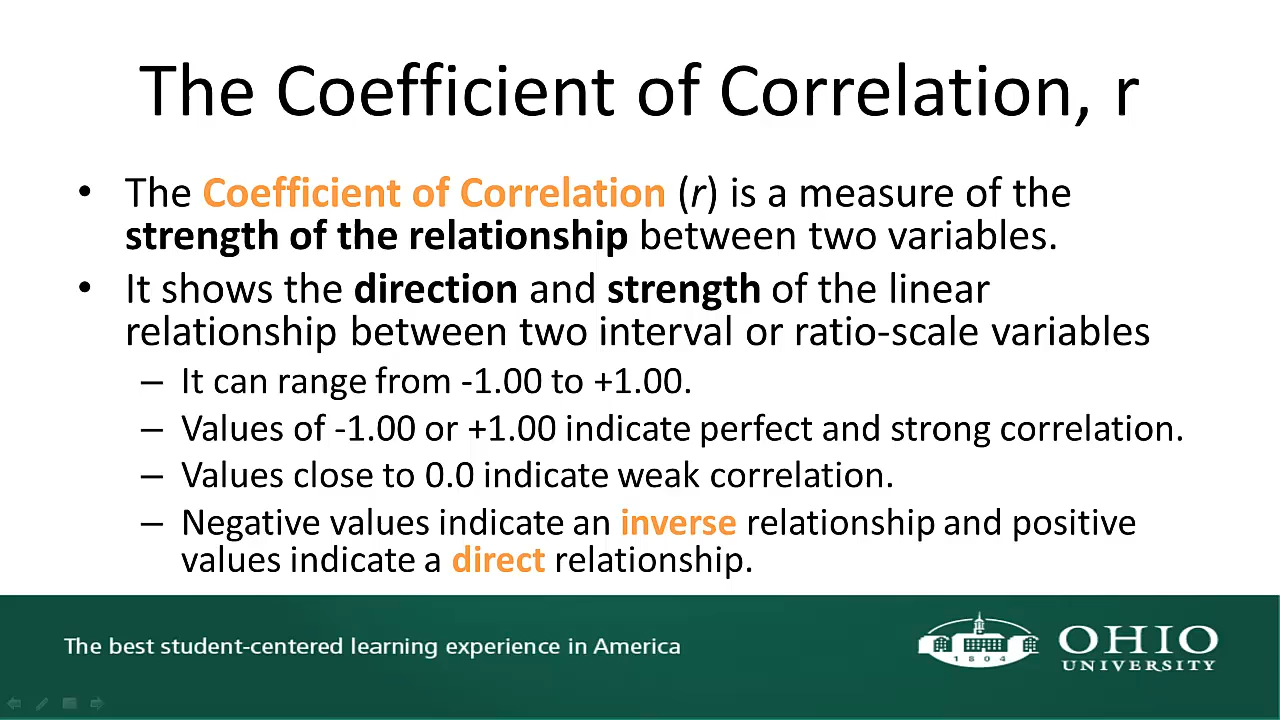 The Coefficient of Correlation, r
• The Coefficient of Correlation (r) is a measure of the
strength of the relationship between two variables.
• It shows the direction and strength of the linear
relationship between two interval or ratio-scale variables
– It can range from -1.00 to +1.00.
– Values of -1.00 or +1.00 indicate perfect and strong correlation.
– Values close to 0.0 indicate weak correlation.
– Negative values indicate an inverse relationship and positive
values indicate a direct relationship.
The best student-centered learning experience in America
1804
OHIO
UNIVERSITY